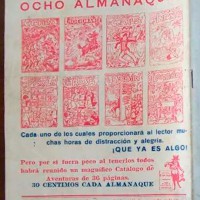 OCHO ALMANAQU
Cada uno de los cuales proporcionará al lector mu-
chas horas de distracción y alegría.
¡QUE YA ES ALGO!
Pero por si fuera poco al tenerlos todos
habrá reunido un magnífico Catálogo de
Aventuras de 36 páginas.
30 CENTIMOS CADA ALMANAQUE